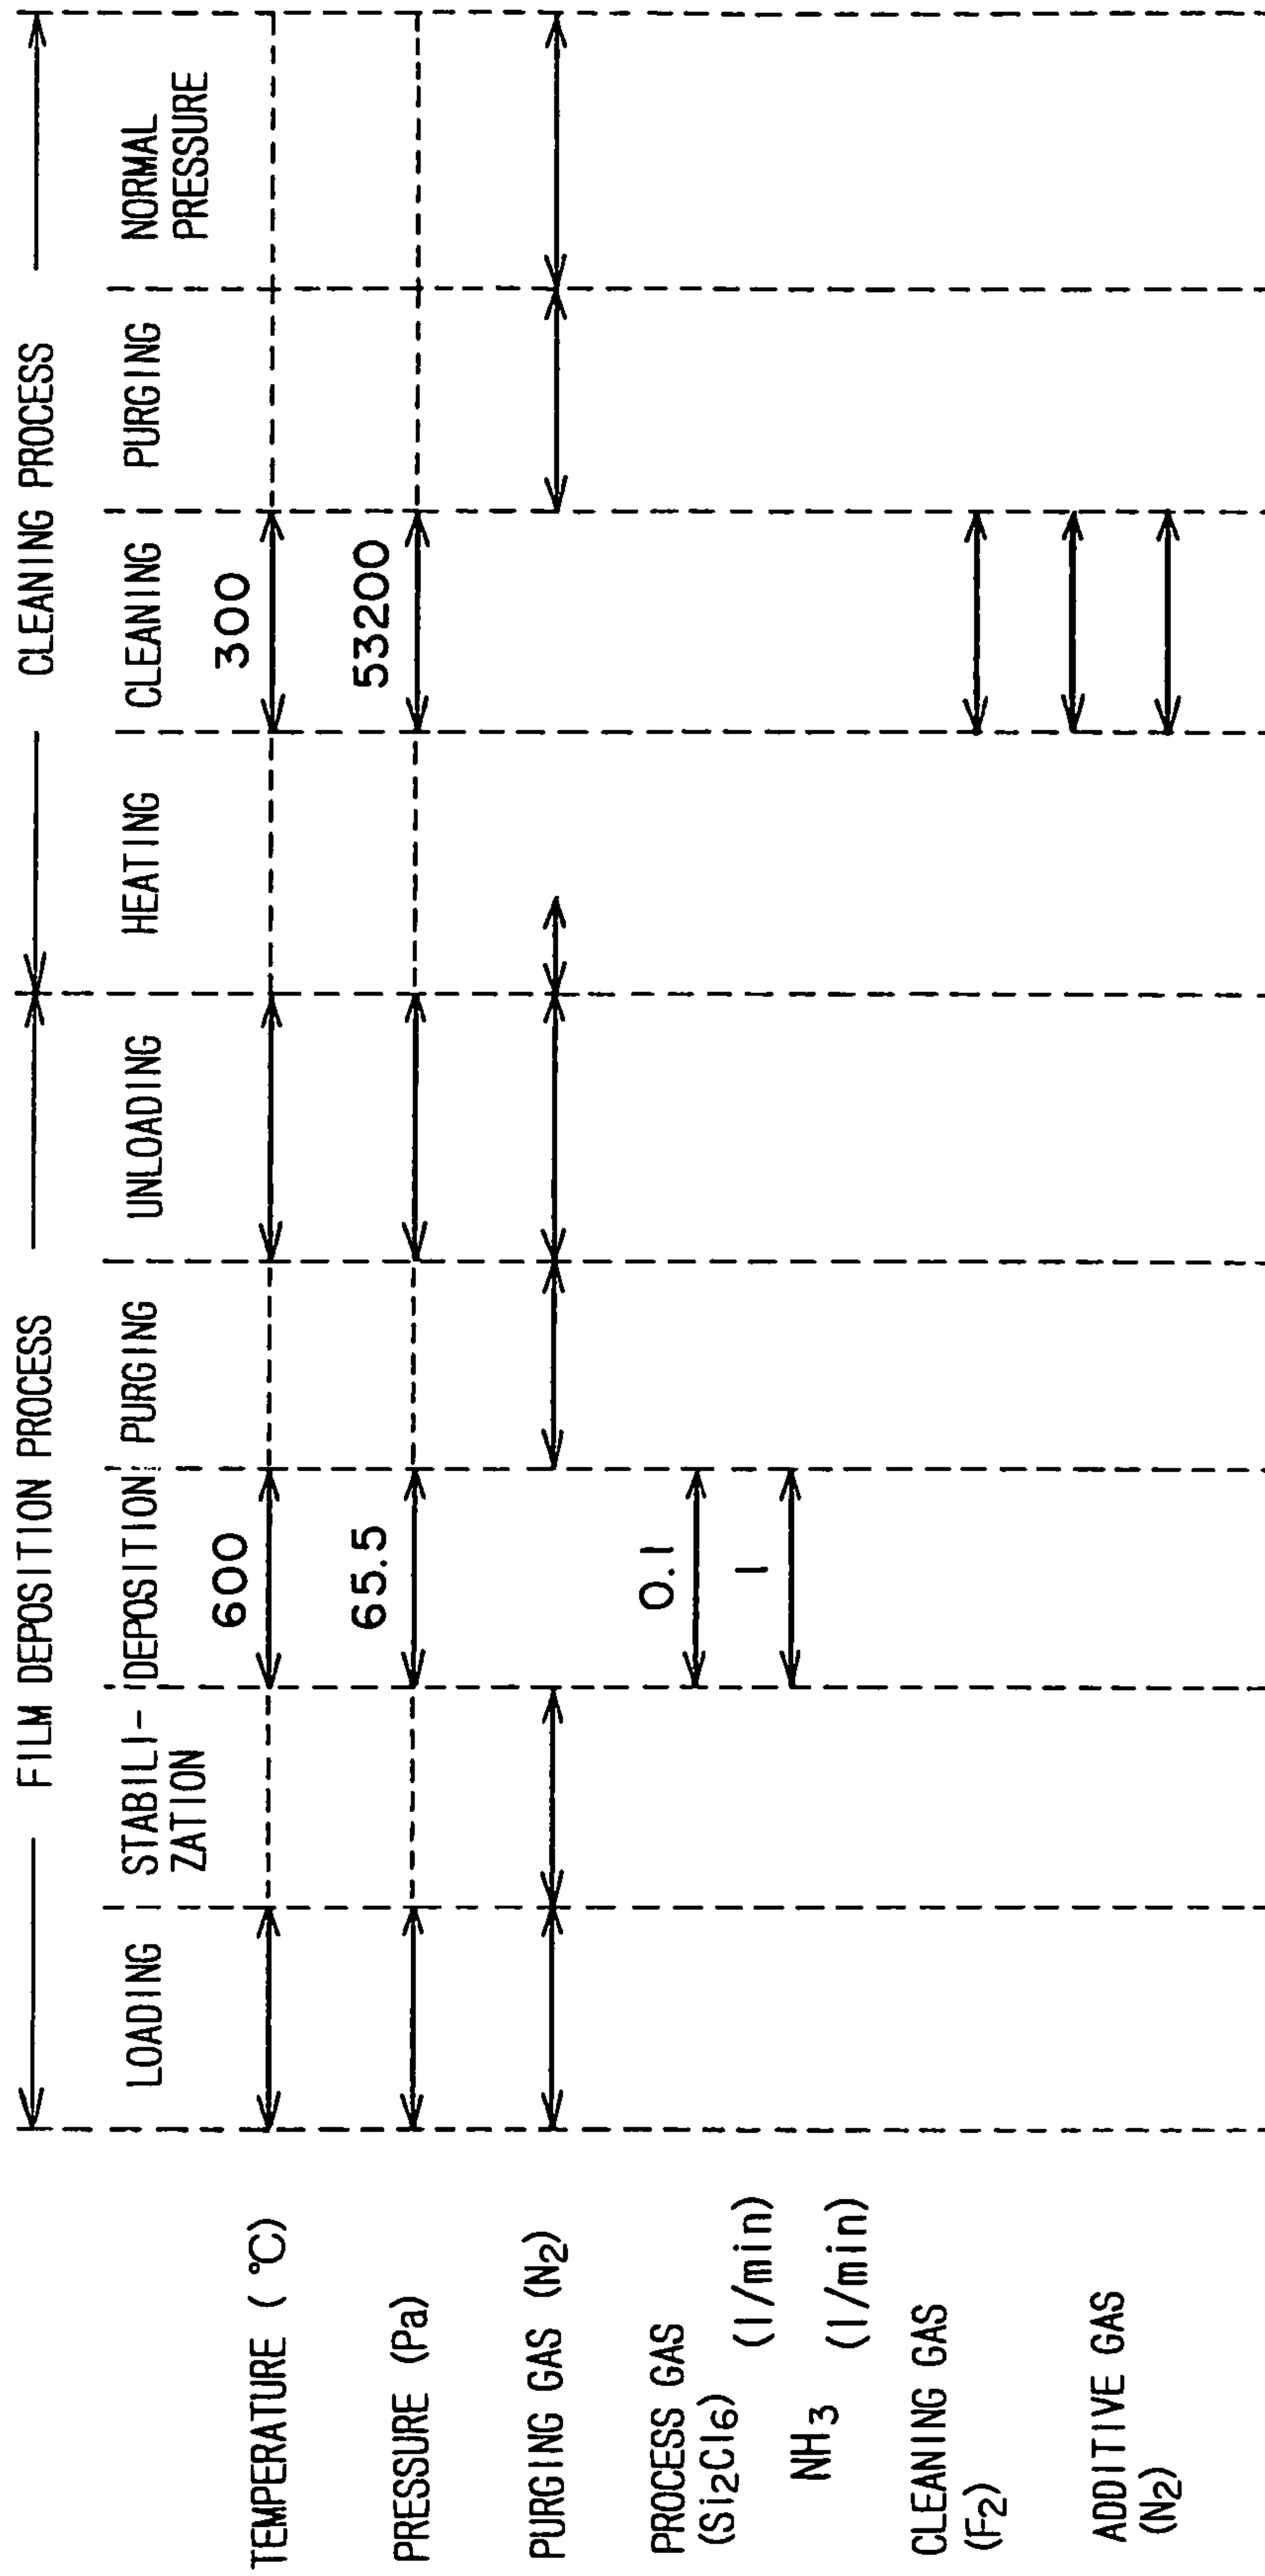 FILM DEPOSITION PROCESS
CLEANING PROCESS
LOADING
STABILI-
ZATION
DEPOSITION
PURGING
UNLOADING
HEATING
CLEANING
PURGING
NORMAL
PRESSURE
TEMPERATURE (℃)
600
300
PRESSURE (Pa)
65.5
53200
PURGING GAS (N2)
PROCESS GAS
(Si2Cl6) (l/min)
0.1
NH3 (l/min)
1
CLEANING GAS
(F2)
ADDITIVE GAS
(N2)